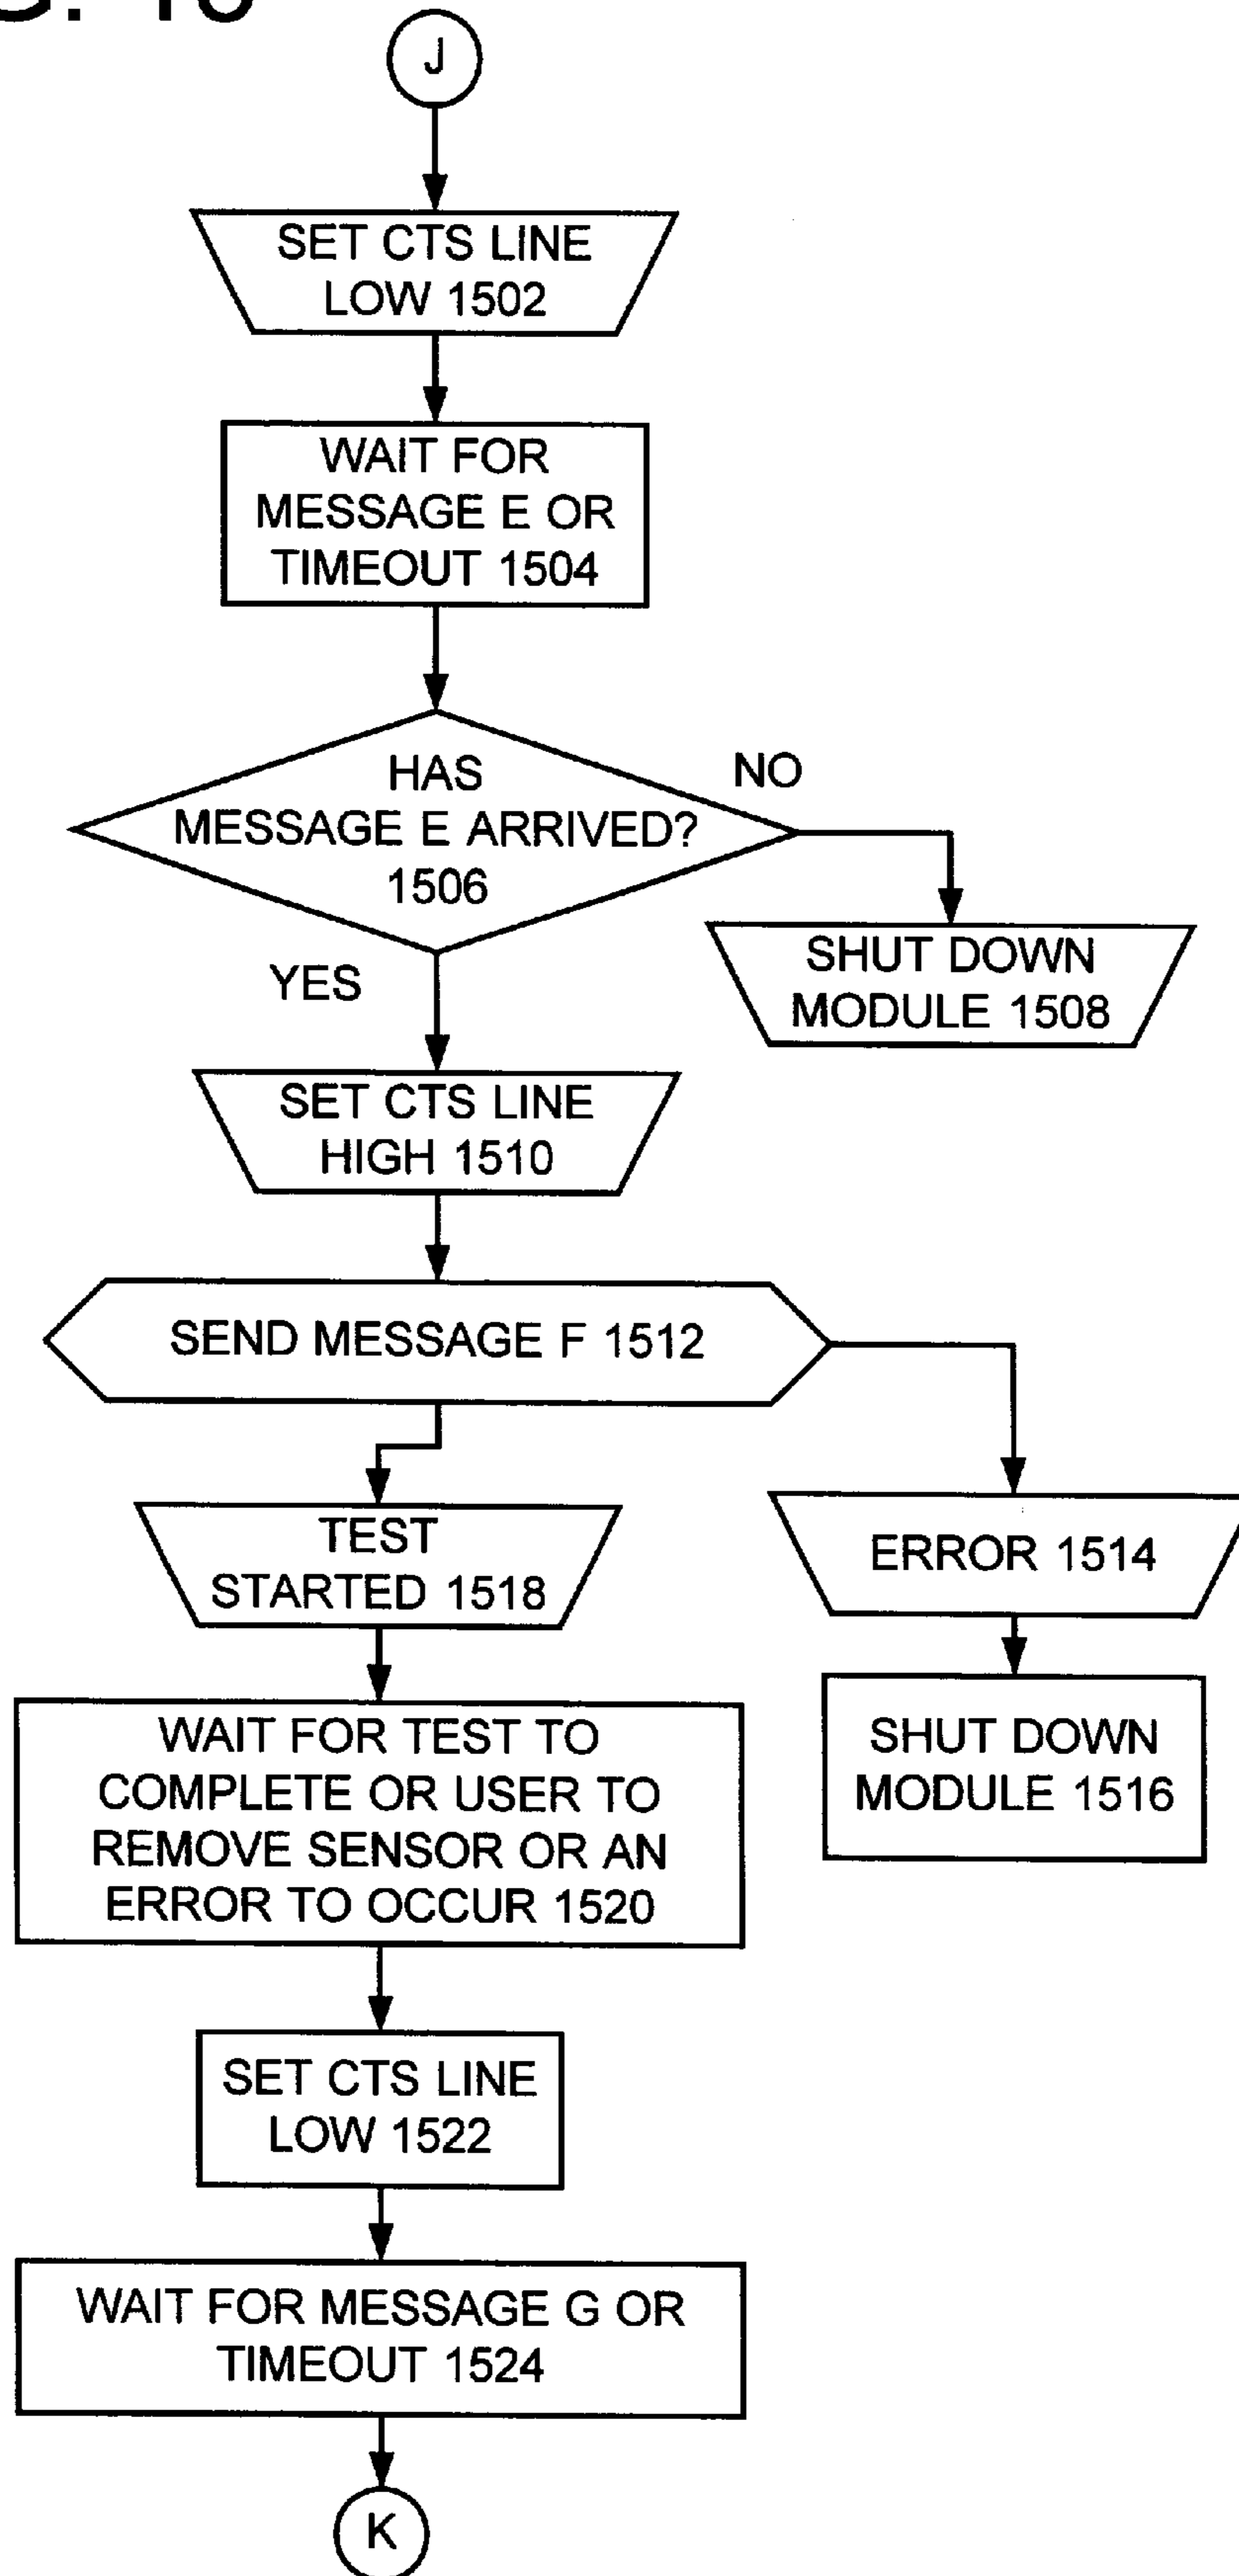 J
SET CTS LINE
LOW 1502
WAIT FOR
MESSAGE E OR
TIMEOUT 1504
HAS
MESSAGE E ARRIVED?
1506
NO
YES
SHUT DOWN
MODULE 1508
SET CTS LINE
HIGH 1510
SEND MESSAGE F 1512
TEST
STARTED 1518
ERROR 1514
SHUT DOWN
MODULE 1516
WAIT FOR TEST TO
COMPLETE OR USER TO
REMOVE SENSOR OR AN
ERROR TO OCCUR 1520
SET CTS LINE
LOW 1522
WAIT FOR MESSAGE G OR
TIMEOUT 1524
K